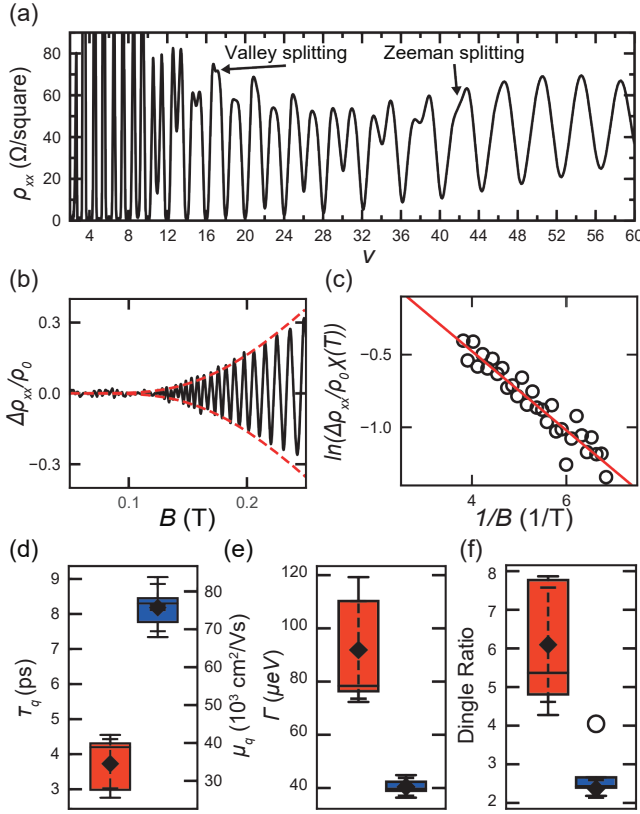 (a)
Valley splitting
Zeeman splitting
ρxx (Ω/square)
80
60
40
20
0
4 8 12 16 20 24 28 32 36 40 44 48 52 56 60
ν
(b)
(c)
Δρxx/ρ0
0.3
0.0
−0.3
0.1 0.2
B (T)
ln(Δρxx/ρ0 χ(T))
−0.5
−1.0
4 6
1/B (1/T)
(d)
(e)
(f)
τq (ps)
9
8
7
6
5
4
3
80
60
40
μq (10³ cm²/Vs)
Γ (μeV)
120
100
80
60
40
Dingle Ratio
8
7
6
5
4
3
2